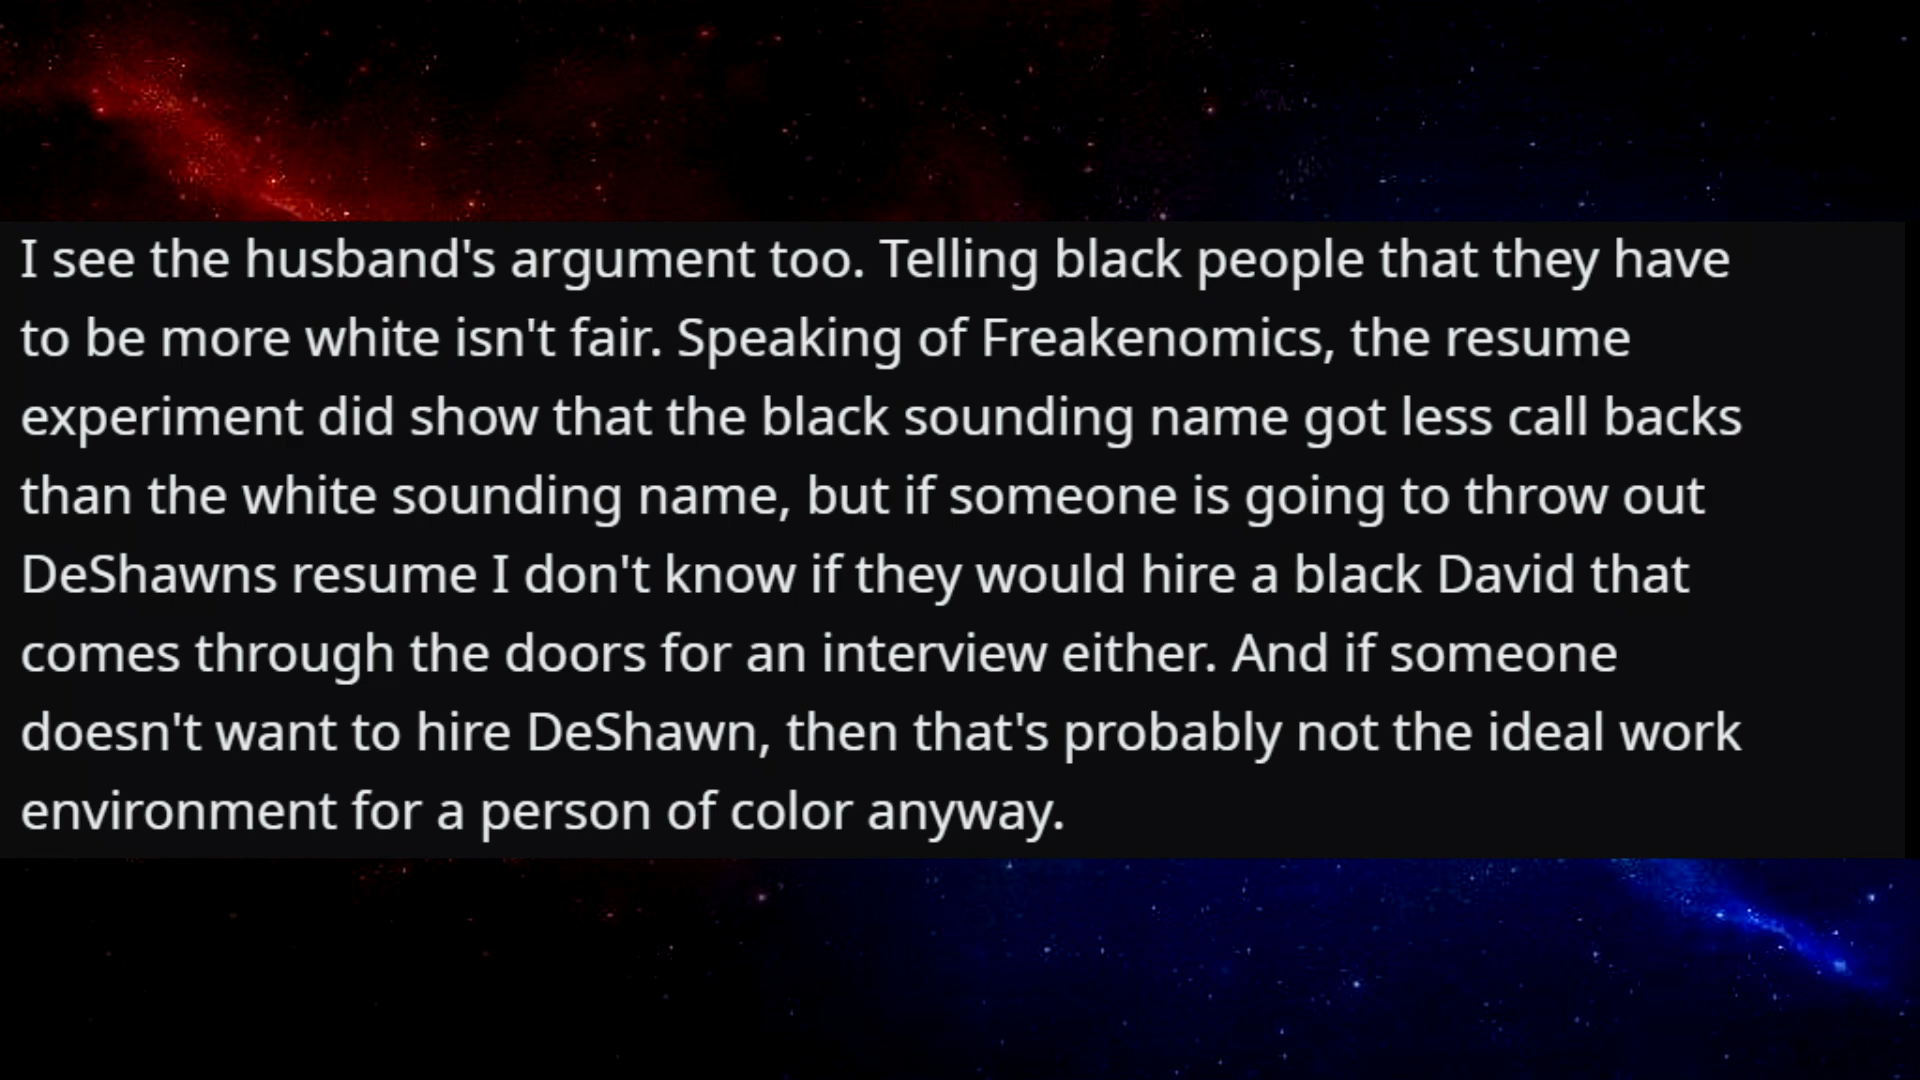 I see the husband's argument too. Telling black people that they have
to be more white isn't fair. Speaking of Freakenomics, the resume
experiment did show that the black sounding name got less call backs
than the white sounding name, but if someone is going to throw out
DeShawns resume I don't know if they would hire a black David that
comes through the doors for an interview either. And if someone
doesn't want to hire DeShawn, then that's probably not the ideal work
environment for a person of color anyway.